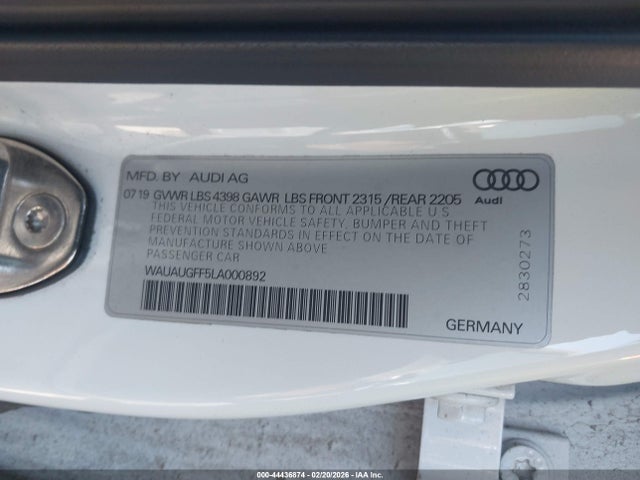 MFD. BY AUDI AG
Audi
07 19 GVWR LBS 4398 GAWR LBS FRONT 2315 /REAR 2205
THIS VEHICLE CONFORMS TO ALL APPLICABLE U S
FEDERAL MOTOR VEHICLE SAFETY, BUMPER AND THEFT
PREVENTION STANDARDS IN EFFECT ON THE DATE OF
MANUFACTURE SHOWN ABOVE
PASSENGER CAR
WAUAUGFF5LA000892
2830273
GERMANY
000-44436874 - 02/20/2026 - IAA Inc.